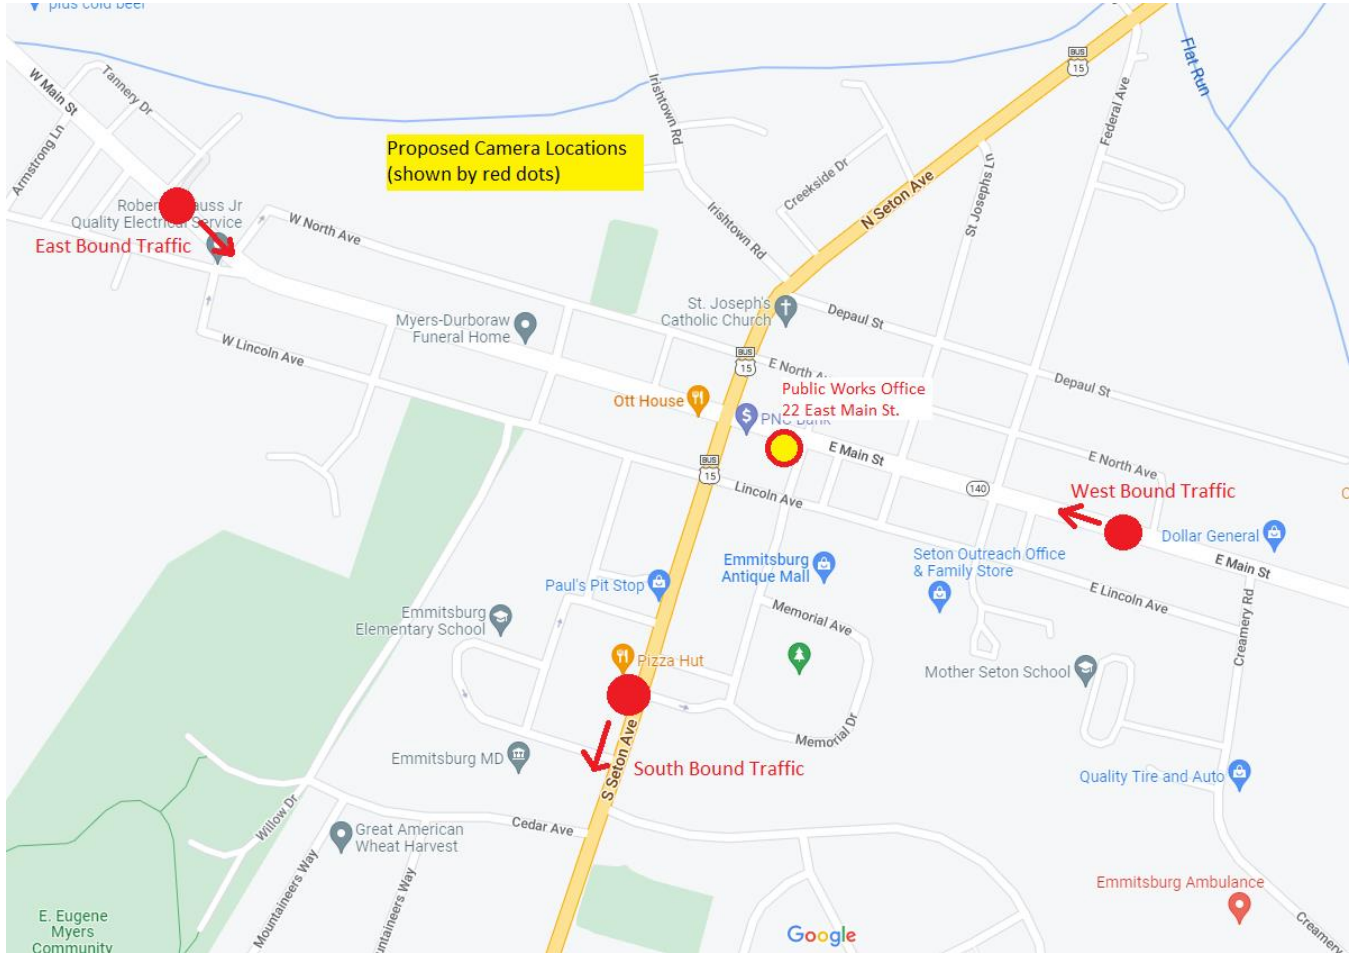 plus cold beer
W Main St
Tannery Dr
Armstrong Ln
Irishtown Rd
BUS
15
Flat Run
Federal Ave
Proposed Camera Locations
(shown by red dots)
Creekside Dr
N Seton Ave
St Josephs Ln
Irishtown Rd
Quality Electrical Service
East Bound Traffic
W North Ave
St. Joseph's
Catholic Church
Depaul St
Myers-Durboraw
Funeral Home
W Lincoln Ave
BUS
15
E North Ave
Depaul St
Public Works Office
22 East Main St.
Ott House
PNC Bank
E Main St
E North Ave
BUS
15
Lincoln Ave
140
West Bound Traffic
Dollar General
E Main St
Seton Outreach Office
& Family Store
Emmitsburg
Antique Mall
Paul's Pit Stop
E Lincoln Ave
Creamery Rd
Emmitsburg
Elementary School
Memorial Ave
Pizza Hut
Mother Seton School
Memorial Dr
S Seton Ave
Emmitsburg MD
South Bound Traffic
Quality Tire and Auto
Willow Dr
Cedar Ave
Great American
Wheat Harvest
Mountaineers Way
untaineers Way
Emmitsburg Ambulance
E. Eugene
Myers
Community
Google
Creamery